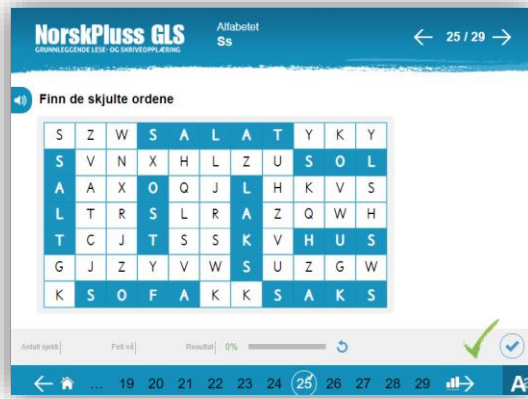 NorskPluss GLS
GRUNNLEGGENDE LESE- OG SKRIVEOPPLÆRING
Alfabetet
Ss
25 / 29
Finn de skjulte ordene
S Z W S A L A T Y K Y
S V N X H L Z U S O L
A A X O Q J L H K V S
L T R S L R A Z Q W H
T C J T S S K V H U S
G J Z Y V W S U Z G W
K S O F A K K S A K S
Antall sjekk
Feil nå
Resultat 0%
... 19 20 21 22 23 24 25 26 27 28 29